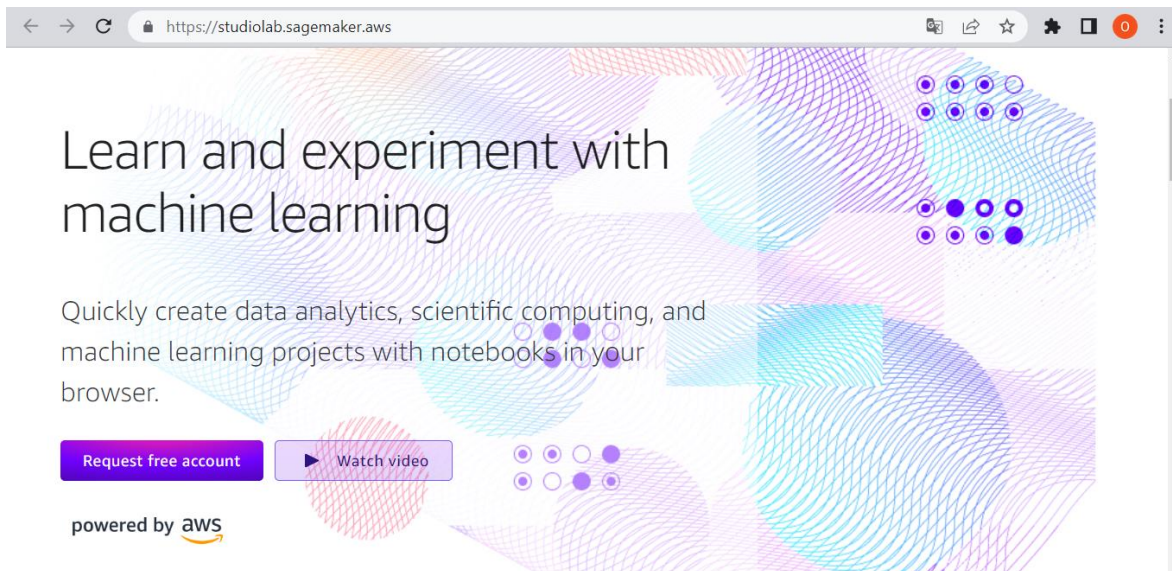 https://studiolab.sagemaker.aws
O
Learn and experiment with
machine learning
Quickly create data analytics, scientific computing, and
machine learning projects with notebooks in your
browser.
Request free account
Watch video
powered by aws